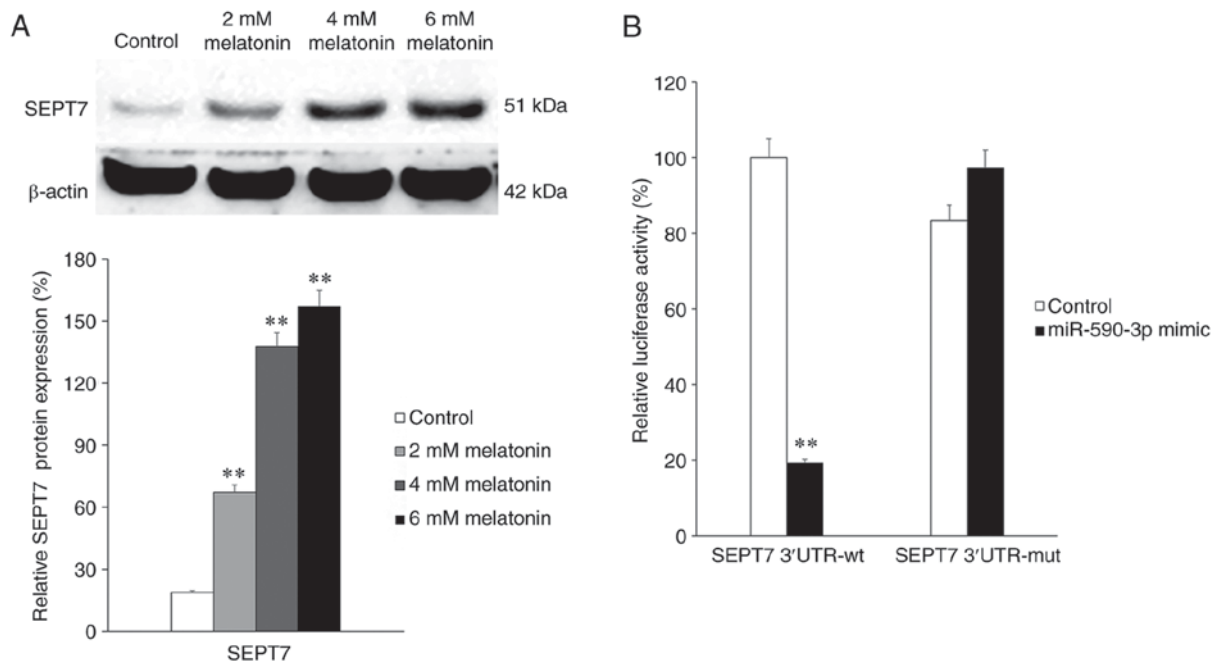 A
Control
2 mM
melatonin
4 mM
melatonin
6 mM
melatonin
SEPT7
51 kDa
β-actin
42 kDa
Relative SEPT7 protein expression (%)
180
150
120
90
60
30
0
**
**
**
SEPT7
Control
2 mM melatonin
4 mM melatonin
6 mM melatonin
B
Relative luciferase activity (%)
120
100
80
60
40
20
0
**
SEPT7 3′UTR-wt
SEPT7 3′UTR-mut
Control
miR-590-3p mimic